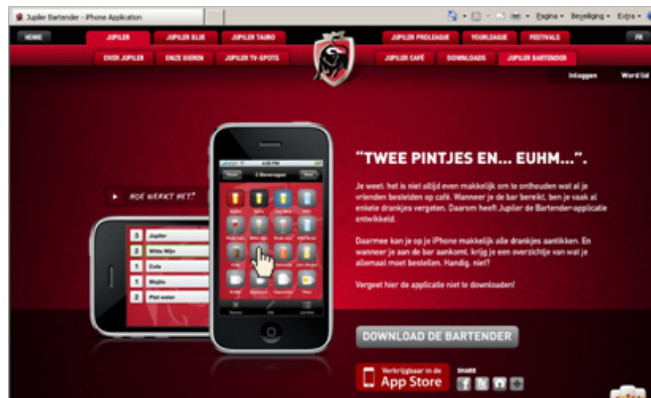 Jupiler Bartender - iPhone Application
Pagina Beveiliging Extra
HOME JUPILER JUPILER BLUE JUPILER TAURO JUPILER PROLEAGUE YOURLEAGUE FESTIVALS FR
OVER JUPILER ONZE BIEREN JUPILER TV-SPOTS JUPILER CAFÉ DOWNLOADS JUPILER BARTENDER
Inloggen Word lid
"TWEE PINTJES EN... EUHM...".
Je weet: het is niet altijd even makkelijk om te onthouden wat al je
vrienden besteld en op café. Wanneer je de bar bereikt, ben je vaak al
enkele drankjes vergeten. Daarom heeft Jupiler de Bartender-applicatie
ontwikkeld.
Daarmee kan je op je iPhone makkelijk alle drankjes aantikken. En
wanneer je aan de bar aankomt, krijg je een overzichtje van wat je
allemaal moet bestellen. Handig, niet?
Vergeet hier de applicatie niet te downloaden!
HOE WERKT HET?
2 Beverages
3 Jupiler
2 Witte Wijn
1 Cola
1 Mojito
2 Plat water
DOWNLOAD DE BARTENDER
Verkrijgbaar in de
App Store
SHARE